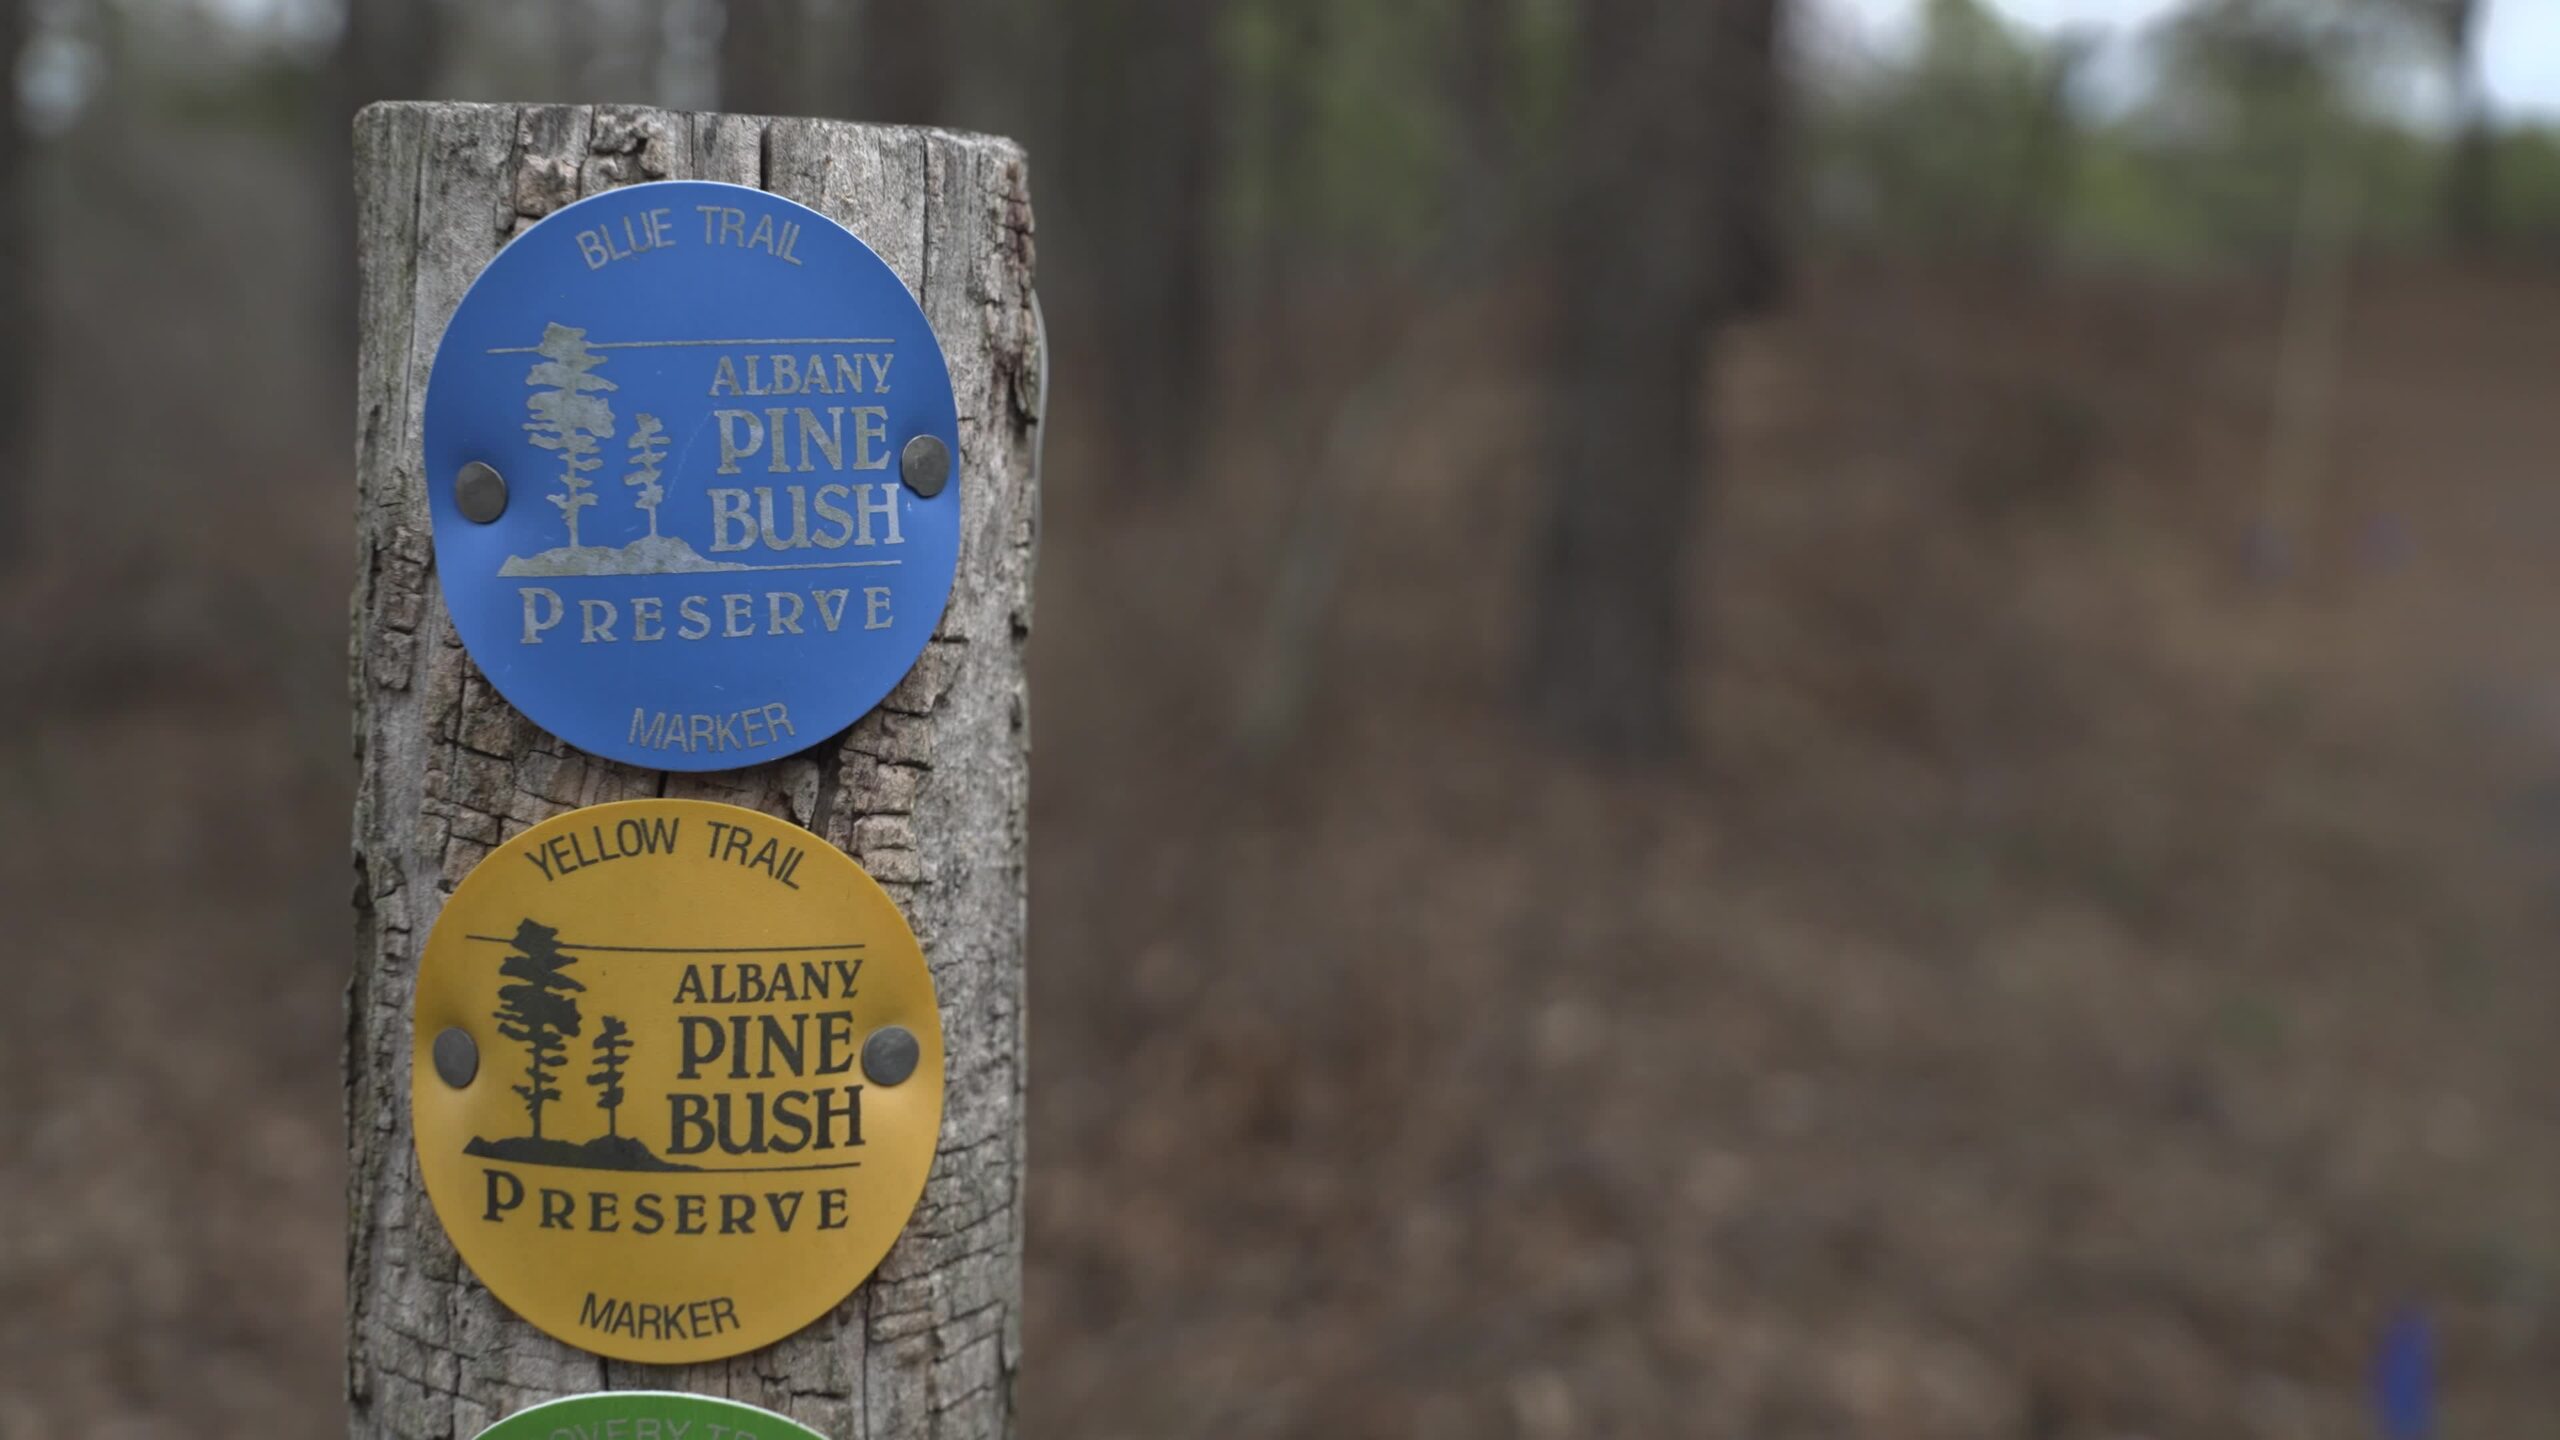 BLUE TRAIL
ALBANY
PINE
BUSH
PRESERVE
MARKER
YELLOW TRAIL
ALBANY
PINE
BUSH
PRESERVE
MARKER